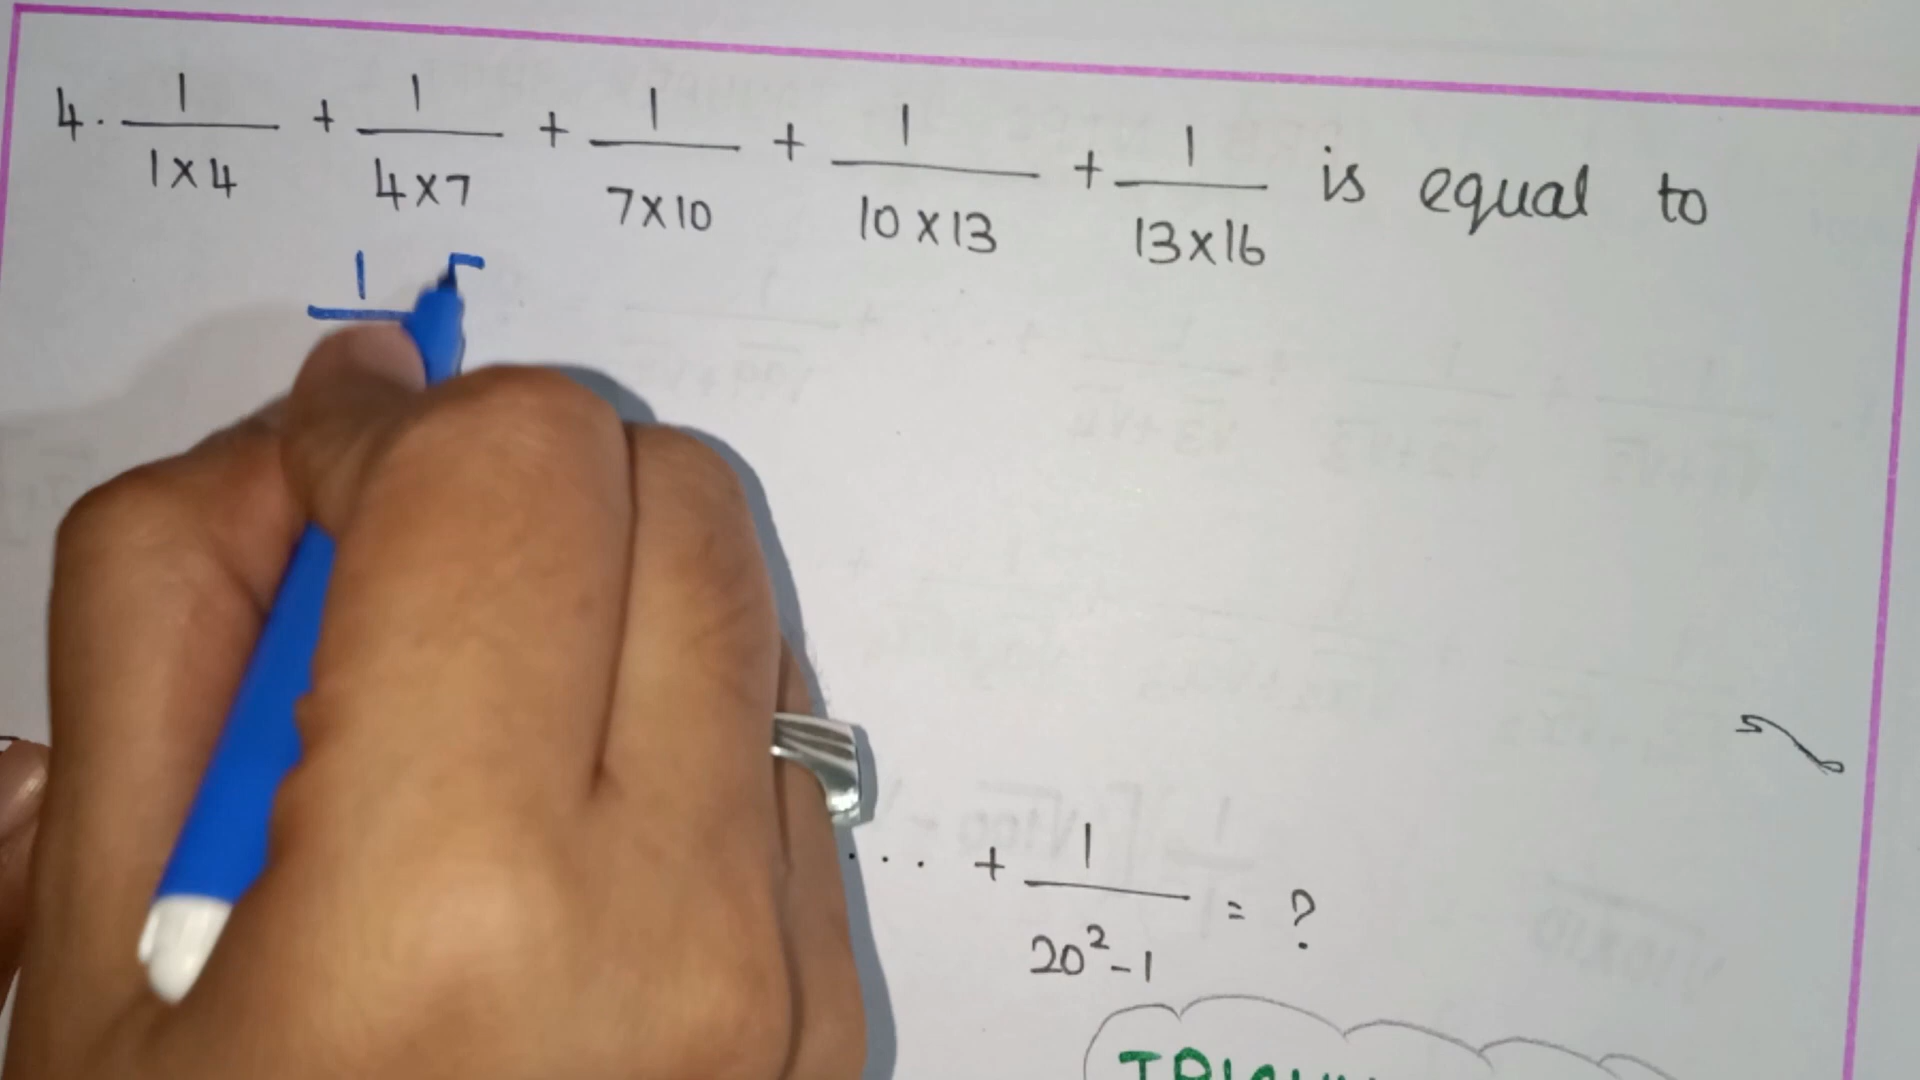 4. 1/1×4 + 1/4×7 + 1/7×10 + 1/10×13 + 1/13×16 is equal to
1 [
... + 1/20²-1 = ?